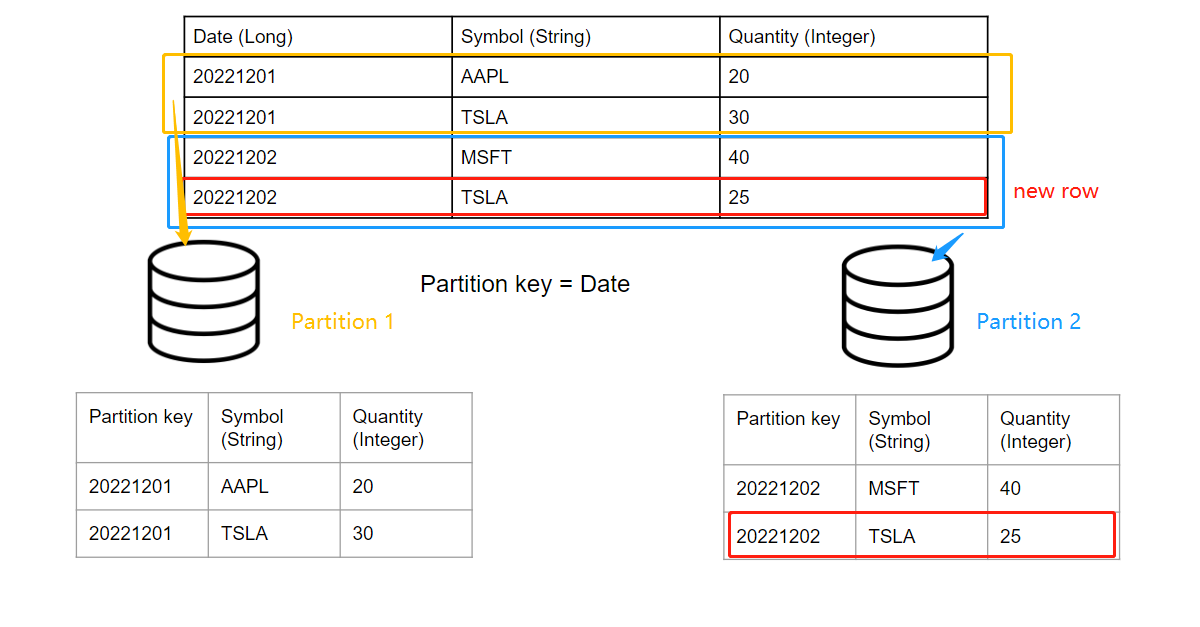 Date (Long) Symbol (String) Quantity (Integer)
20221201 AAPL 20
20221201 TSLA 30
20221202 MSFT 40
20221202 TSLA 25
new row
Partition key = Date
Partition 1
Partition 2
Partition key Symbol (String) Quantity (Integer)
20221201 AAPL 20
20221201 TSLA 30
Partition key Symbol (String) Quantity (Integer)
20221202 MSFT 40
20221202 TSLA 25